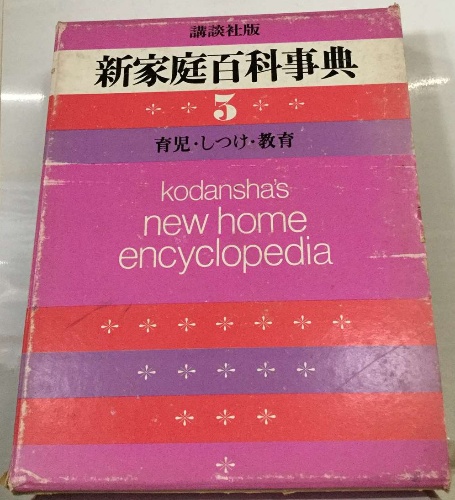 講談社版
新家庭百科事典
5
育児・しつけ・教育
kodansha's
new home
encyclopedia